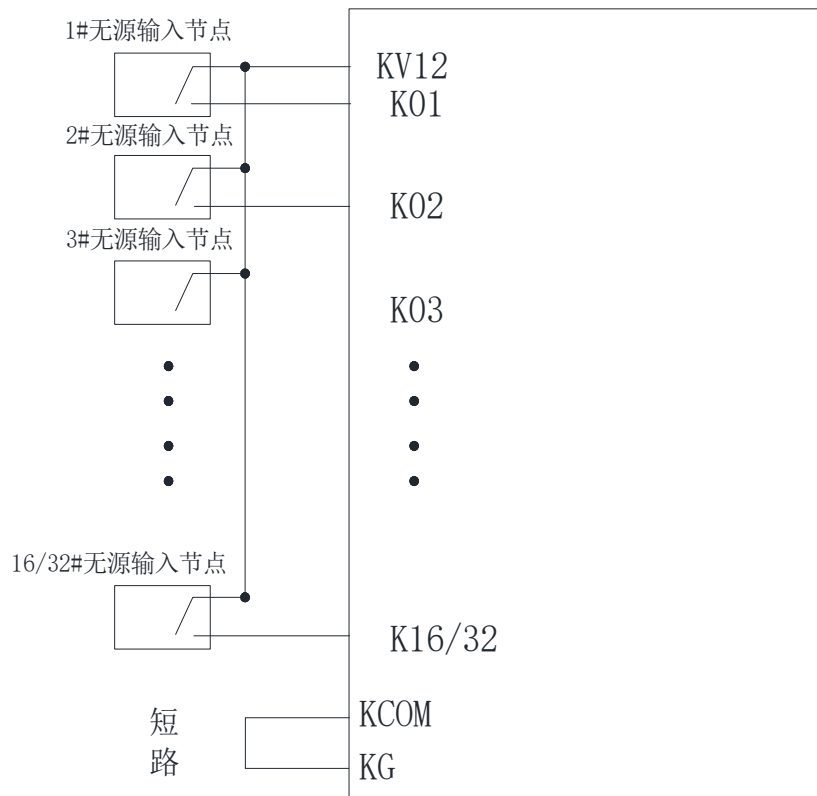 1#无源输入节点
KV12
K01
2#无源输入节点
K02
3#无源输入节点
K03
16/32#无源输入节点
K16/32
短
路
KCOM
KG